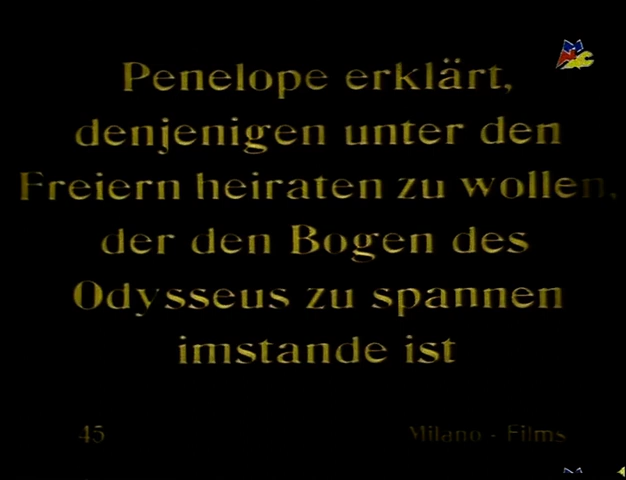 Penelope erklärt,
denjenigen unter den
Freiern heiraten zu wollen,
der den Bogen des
Odysseus zu spannen
imstande ist
45 Milano - Films